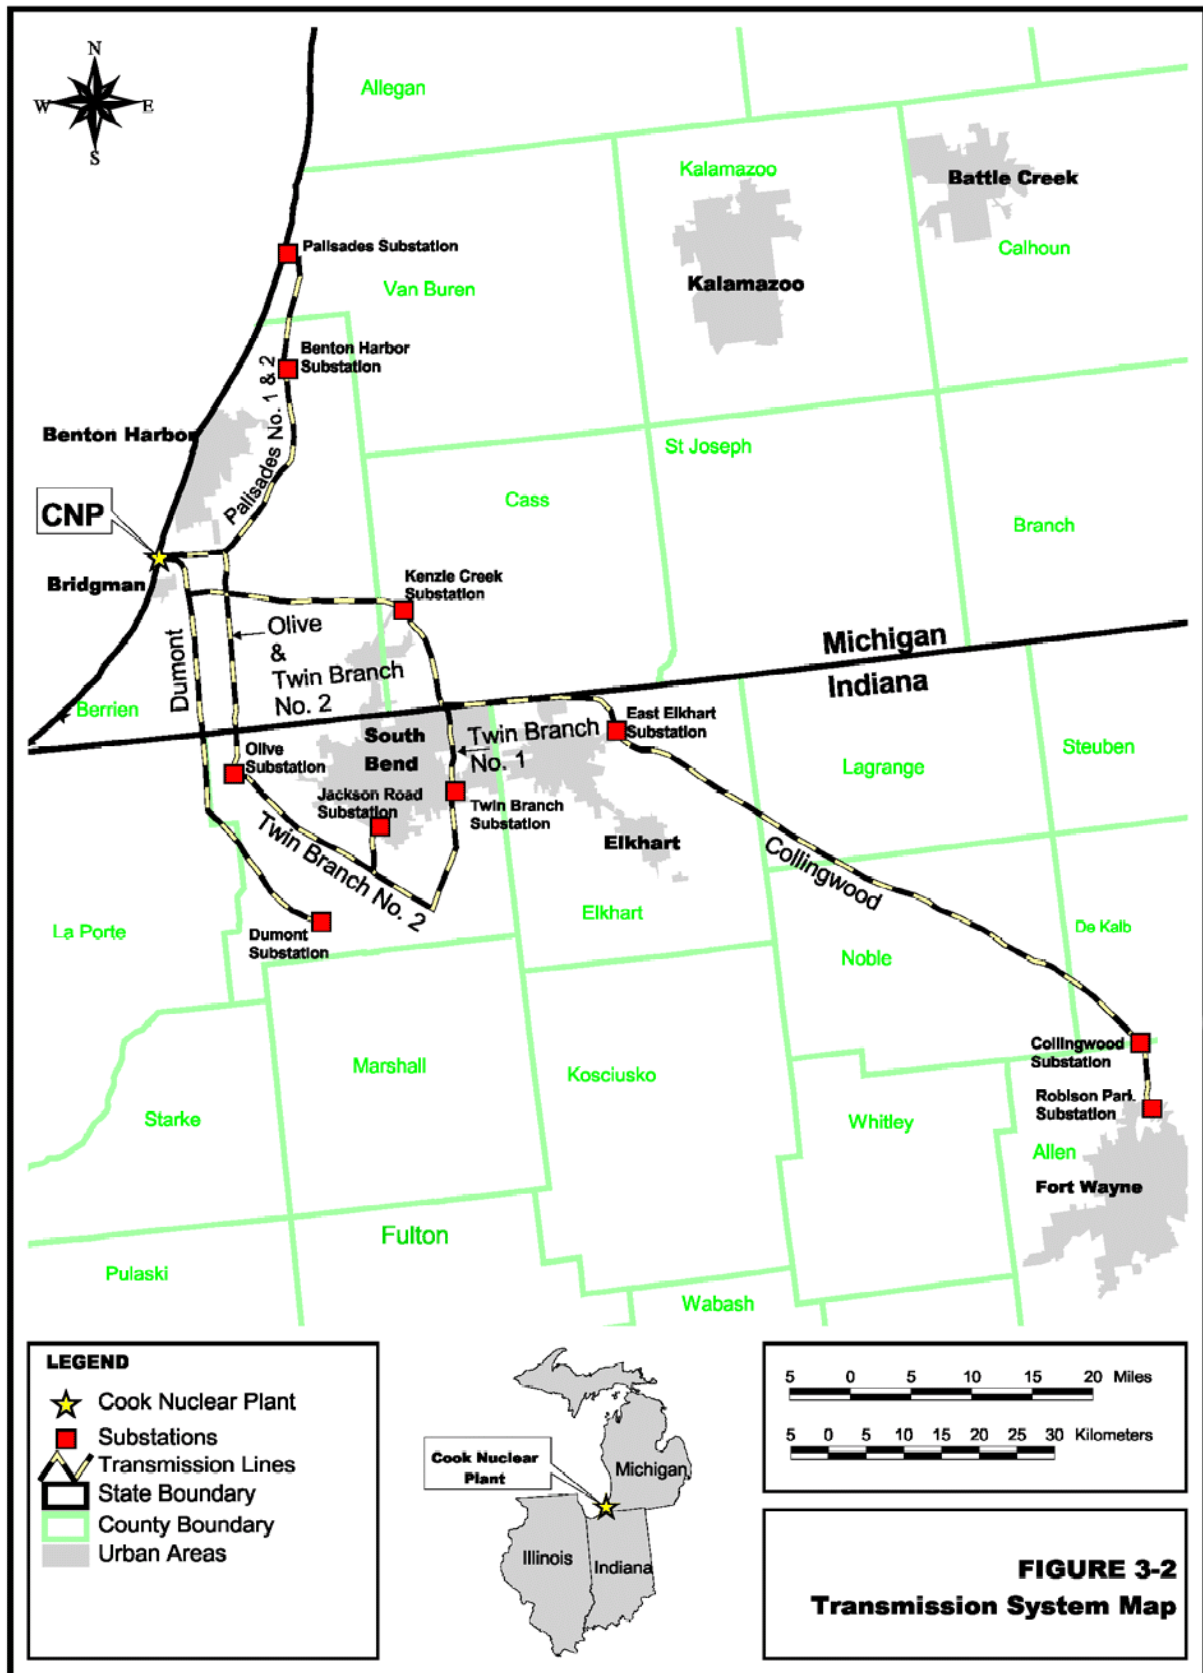 N
W
E
S
Allegan
Kalamazoo
Battle Creek
Calhoun
Palisades Substation
Van Buren
Kalamazoo
Benton Harbor
Substation
Palisades No. 1 & 2
Benton Harbor
St Joseph
Cass
CNP
Branch
Bridgman
Kenzie Creek
Substation
Olive
&
Twin Branch
No. 2
Dumont
Michigan
Indiana
Berrien
East Elkhart
Substation
South
Bend
Twin Branch
No. 1
Steuben
Olive
Substation
Lagrange
Jackson Road
Substation
Twin Branch
Substation
Elkhart
Twin Branch No. 2
Collingwood
La Porte
Elkhart
De Kalb
Dumont
Substation
Noble
Collingwood
Substation
Marshall
Kosciusko
Robison Park
Substation
Starke
Whitley
Allen
Fort Wayne
Fulton
Pulaski
Wabash
LEGEND
Cook Nuclear Plant
Substations
Transmission Lines
State Boundary
County Boundary
Urban Areas
Cook Nuclear
Plant
Michigan
Illinois
Indiana
5 0 5 10 15 20 Miles
5 0 5 10 15 20 25 30 Kilometers
FIGURE 3-2
Transmission System Map